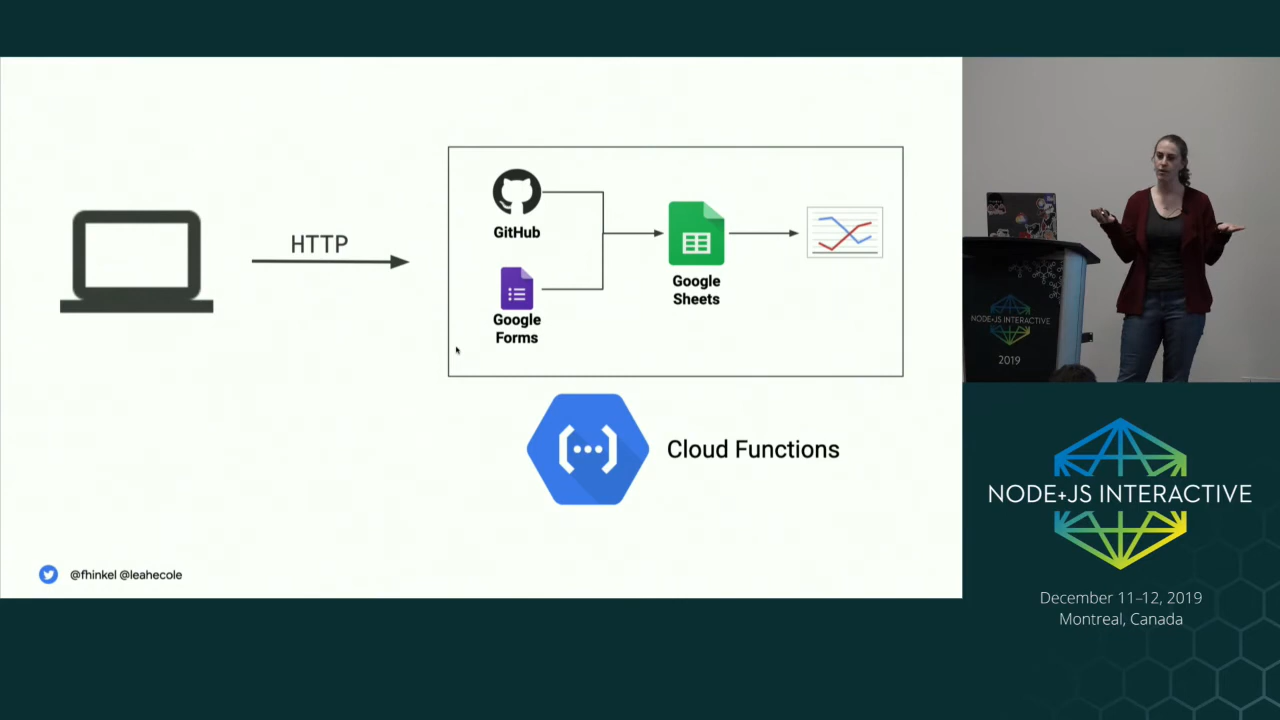 HTTP
GitHub
Google
Forms
Google
Sheets
Cloud Functions
@fhinkel @leahecole
NODE+JS INTERACTIVE
2019
NODE+JS INTERACTIVE
December 11–12, 2019
Montreal, Canada